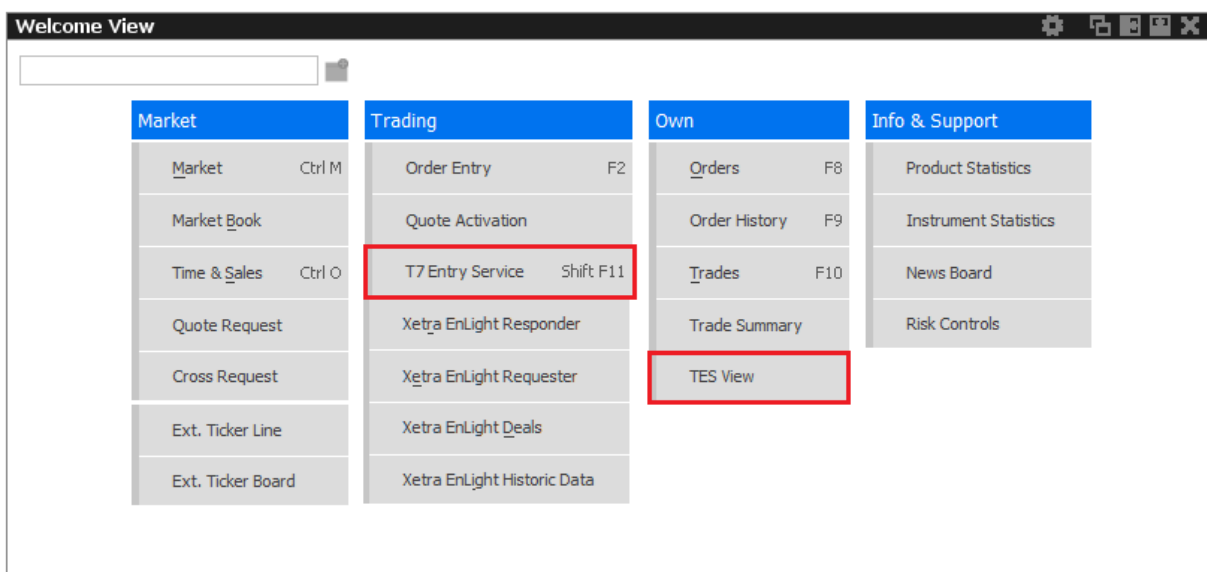 Welcome View
Market
Market Ctrl M
Market Book
Time & Sales Ctrl O
Quote Request
Cross Request
Ext. Ticker Line
Ext. Ticker Board
Trading
Order Entry F2
Quote Activation
T7 Entry Service Shift F11
Xetra EnLight Responder
Xetra EnLight Requester
Xetra EnLight Deals
Xetra EnLight Historic Data
Own
Orders F8
Order History F9
Trades F10
Trade Summary
TES View
Info & Support
Product Statistics
Instrument Statistics
News Board
Risk Controls